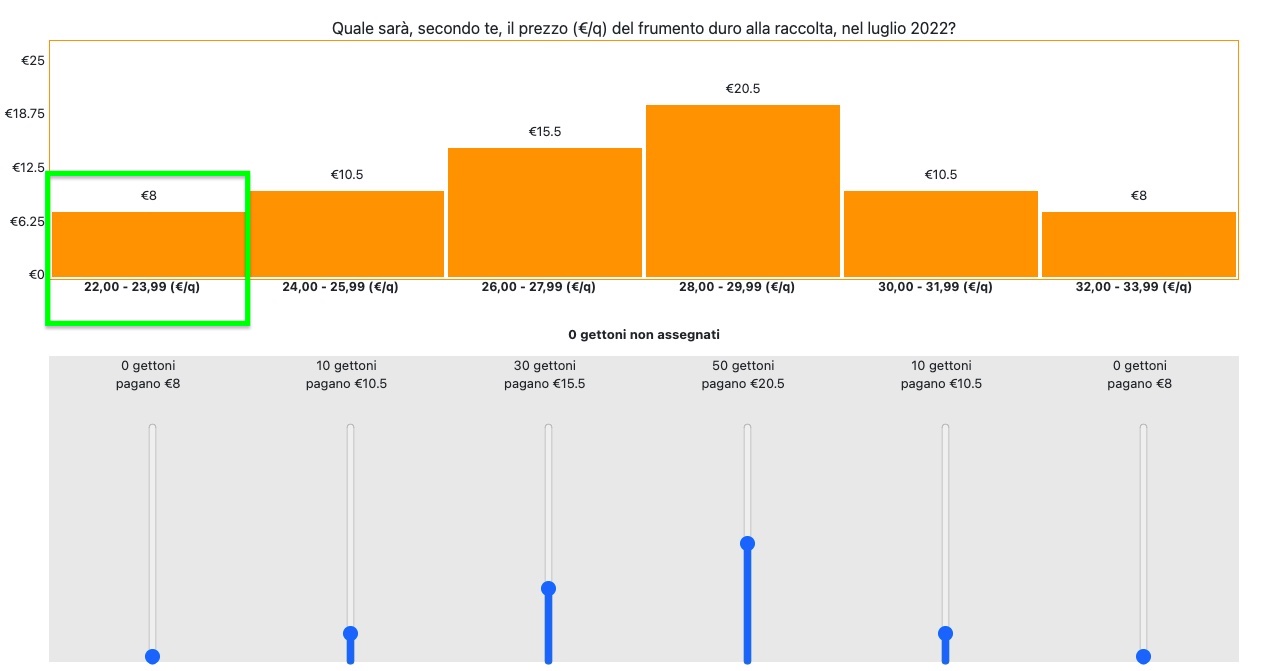 Quale sarà, secondo te, il prezzo (€/q) del frumento duro alla raccolta, nel luglio 2022?
€25
€18.75
€12.5
€6.25
€0
€8
€10.5
€15.5
€20.5
€10.5
€8
22,00 - 23,99 (€/q)
24,00 - 25,99 (€/q)
26,00 - 27,99 (€/q)
28,00 - 29,99 (€/q)
30,00 - 31,99 (€/q)
32,00 - 33,99 (€/q)
0 gettoni non assegnati
0 gettoni
pagano €8
10 gettoni
pagano €10.5
30 gettoni
pagano €15.5
50 gettoni
pagano €20.5
10 gettoni
pagano €10.5
0 gettoni
pagano €8